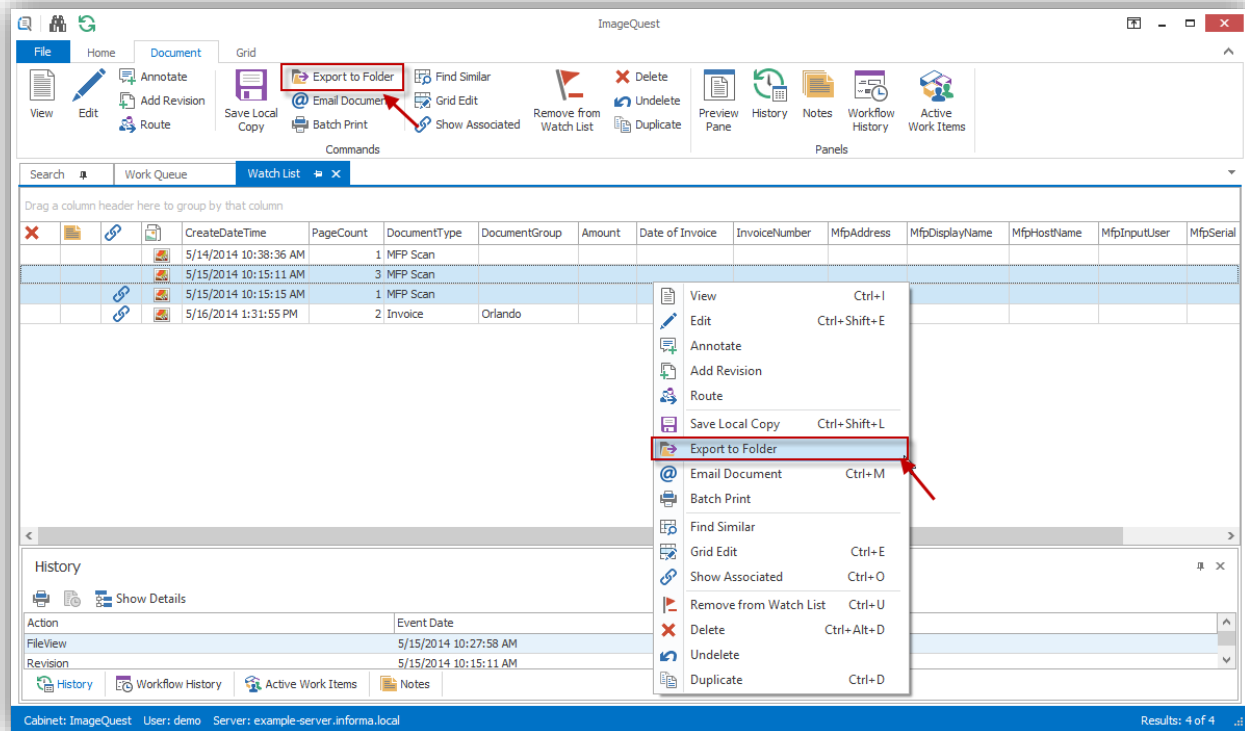 ImageQuest
File Home Document Grid
View
Edit
Annotate
Add Revision
Route
Save Local
Copy
Export to Folder
Email Document
Batch Print
Find Similar
Grid Edit
Show Associated
Remove from
Watch List
Delete
Undelete
Duplicate
Preview
Pane
History
Notes
Workflow
History
Active
Work Items
Commands Panels
Search Work Queue Watch List
Drag a column header here to group by that column
CreateDateTime PageCount DocumentType DocumentGroup Amount Date of Invoice InvoiceNumber MfpAddress MfpDisplayName MfpHostName MfpInputUser MfpSerial
5/14/2014 10:38:36 AM 1 MFP Scan
5/15/2014 10:15:11 AM 3 MFP Scan
5/15/2014 10:15:15 AM 1 MFP Scan
5/16/2014 1:31:55 PM 2 Invoice Orlando
View Ctrl+I
Edit Ctrl+Shift+E
Annotate
Add Revision
Route
Save Local Copy Ctrl+Shift+L
Export to Folder
Email Document Ctrl+M
Batch Print
Find Similar
Grid Edit Ctrl+E
Show Associated Ctrl+O
Remove from Watch List Ctrl+U
Delete Ctrl+Alt+D
Undelete
Duplicate Ctrl+D
History
Show Details
Action Event Date
FileView 5/15/2014 10:27:58 AM
Revision 5/15/2014 10:15:11 AM
History Workflow History Active Work Items Notes
Cabinet: ImageQuest User: demo Server: example-server.informa.local Results: 4 of 4